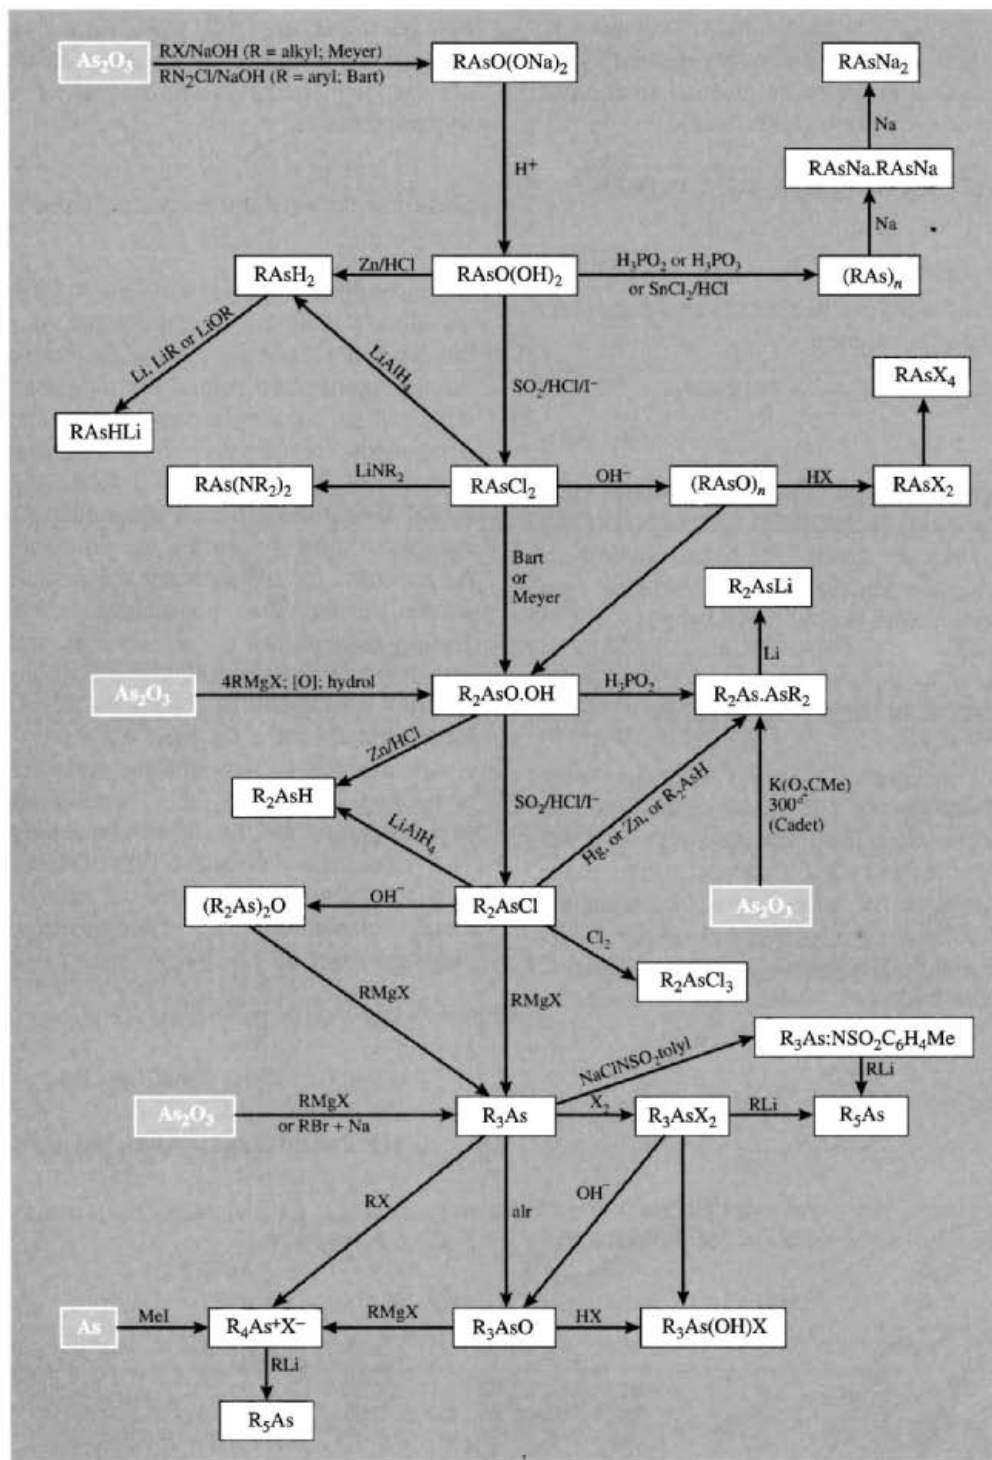 As₂O₃
RX/NaOH (R = alkyl; Meyer)
RN₂Cl/NaOH (R = aryl; Bart)
RAsO(ONa)₂
RAsNa₂
Na
RAsNa.RAsNa
H⁺
Na
RAsH₂
Zn/HCl
RAsO(OH)₂
H₃PO₂ or H₃PO₃
or SnCl₂/HCl
(RAs)ₙ
Li, LiR or LiOR
LiAlH₄
SO₂/HCl/I⁻
RAsX₄
RAsHLi
RAs(NR₂)₂
LiNR₂
RAsCl₂
OH⁻
(RAsO)ₙ
HX
RAsX₂
Bart
or
Meyer
R₂AsLi
Li
As₂O₃
4RMgX; [O]; hydrol
R₂AsO.OH
H₃PO₂
R₂As.AsR₂
Zn/HCl
R₂AsH
SO₂/HCl/I⁻
Hg, or Zn, or R₂AsH
K(O₂CMe)
300°
(Cadet)
LiAlH₄
(R₂As)₂O
OH⁻
R₂AsCl
As₂O₃
Cl₂
R₂AsCl₃
RMgX
RMgX
NaClNSO₂tolyl
R₃As:NSO₂C₆H₄Me
RLi
As₂O₃
RMgX
or RBr + Na
R₃As
X₂
R₃AsX₂
RLi
R₅As
RX
air
OH⁻
As
MeI
R₄As⁺X⁻
RMgX
R₃AsO
HX
R₃As(OH)X
RLi
R₅As